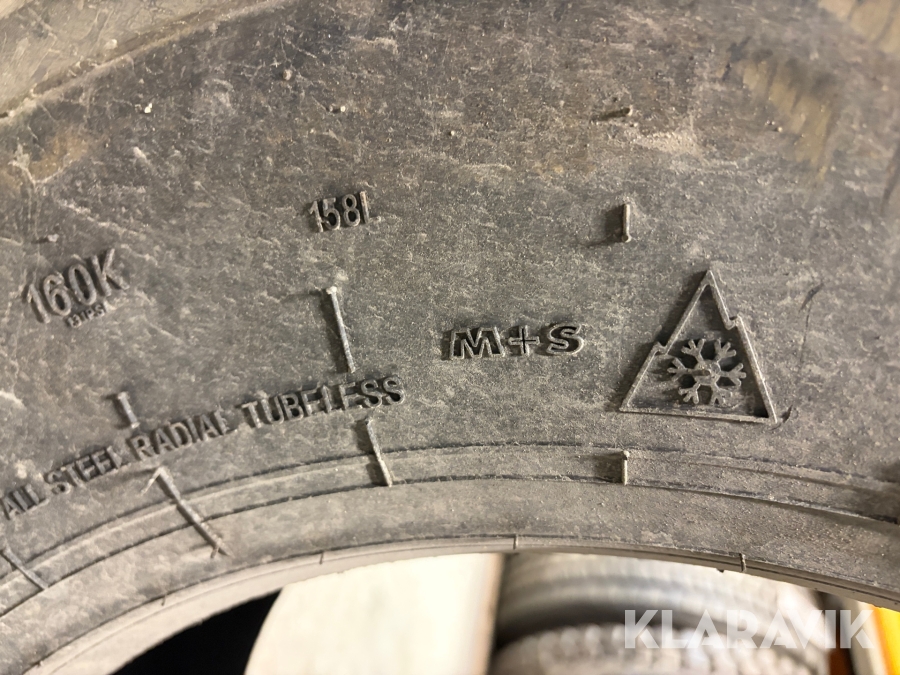 158L
160K
M+S
ALL STEEL RADIAL TUBELESS
KLARAVIK